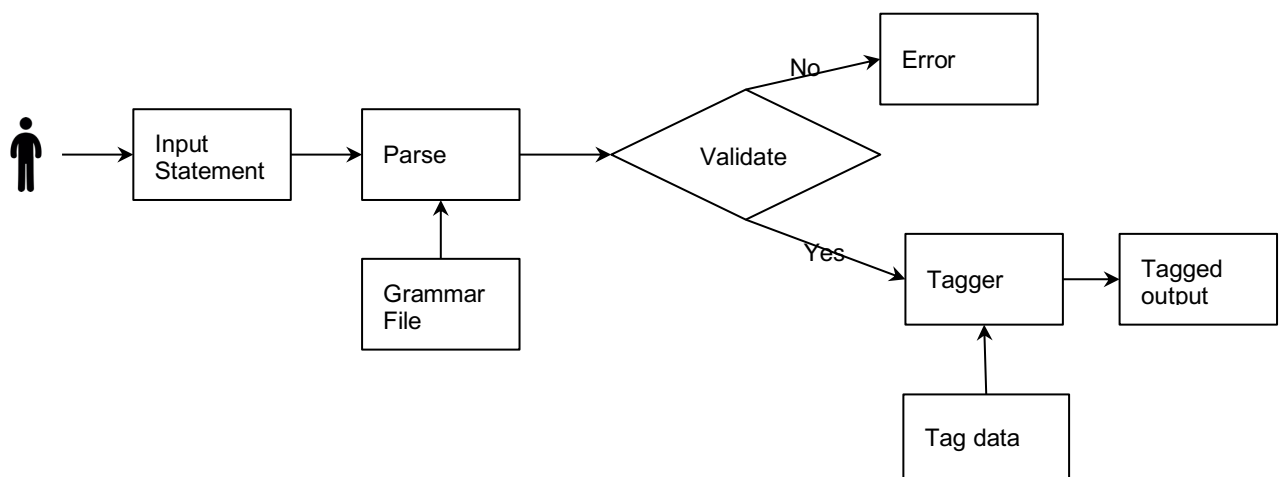 Error
No
Input
Statement
Parse
Validate
Yes
Grammar
File
Tagger
Tagged
output
Tag data